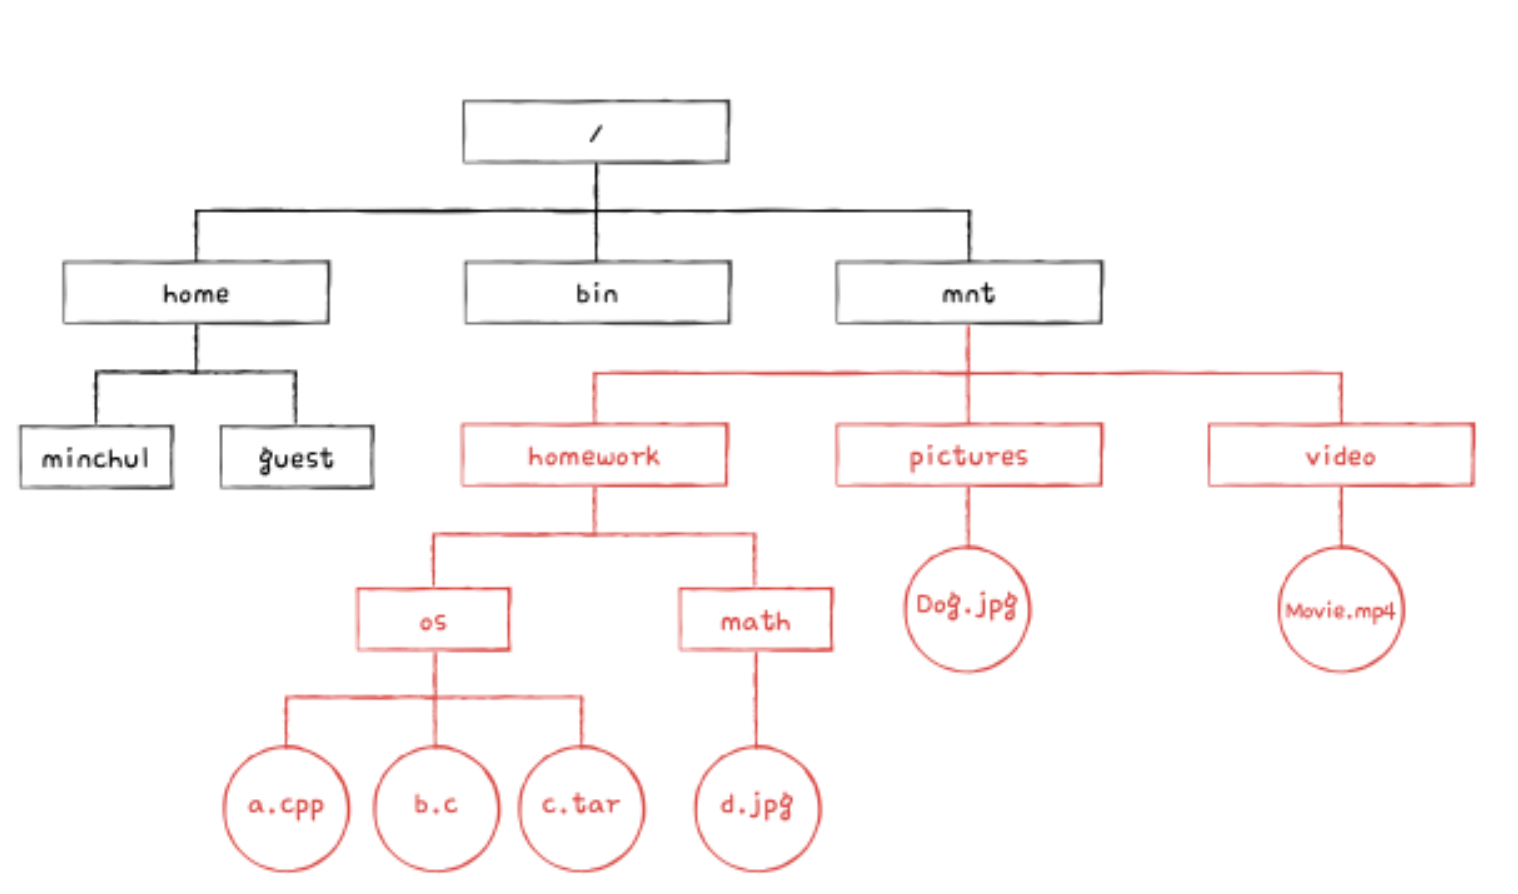 /
home
bin
mnt
minchul
guest
homework
pictures
video
os
math
Dog.jpg
Movie.mp4
a.cpp
b.c
c.tar
d.jpg